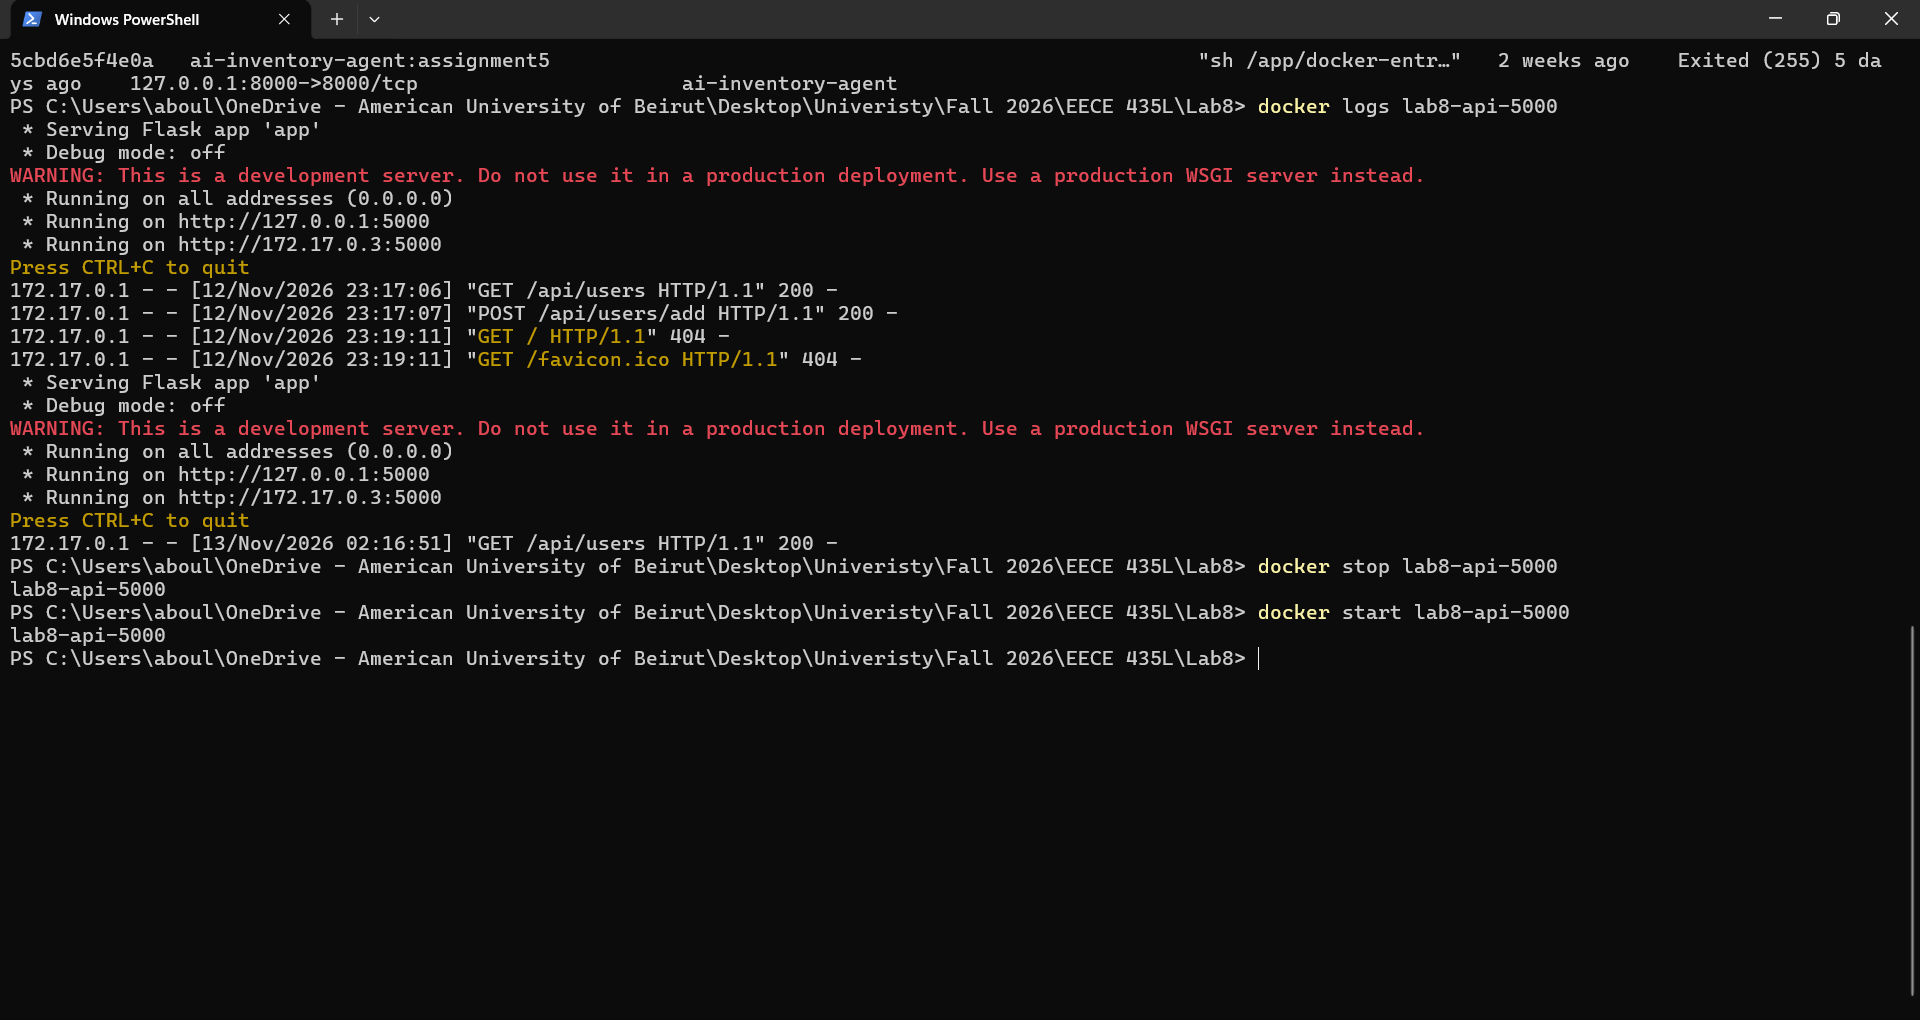 Windows PowerShell
5cbd6e5f4e0a   ai-inventory-agent:assignment5                                                      "sh /app/docker-entr…"   2 weeks ago    Exited (255) 5 da
ys ago    127.0.0.1:8000->8000/tcp                      ai-inventory-agent
PS C:\Users\aboul\OneDrive - American University of Beirut\Desktop\Univeristy\Fall 2026\EECE 435L\Lab8> docker logs lab8-api-5000
 * Serving Flask app 'app'
 * Debug mode: off
WARNING: This is a development server. Do not use it in a production deployment. Use a production WSGI server instead.
 * Running on all addresses (0.0.0.0)
 * Running on http://127.0.0.1:5000
 * Running on http://172.17.0.3:5000
Press CTRL+C to quit
172.17.0.1 - - [12/Nov/2026 23:17:06] "GET /api/users HTTP/1.1" 200 -
172.17.0.1 - - [12/Nov/2026 23:17:07] "POST /api/users/add HTTP/1.1" 200 -
172.17.0.1 - - [12/Nov/2026 23:19:11] "GET / HTTP/1.1" 404 -
172.17.0.1 - - [12/Nov/2026 23:19:11] "GET /favicon.ico HTTP/1.1" 404 -
 * Serving Flask app 'app'
 * Debug mode: off
WARNING: This is a development server. Do not use it in a production deployment. Use a production WSGI server instead.
 * Running on all addresses (0.0.0.0)
 * Running on http://127.0.0.1:5000
 * Running on http://172.17.0.3:5000
Press CTRL+C to quit
172.17.0.1 - - [13/Nov/2026 02:16:51] "GET /api/users HTTP/1.1" 200 -
PS C:\Users\aboul\OneDrive - American University of Beirut\Desktop\Univeristy\Fall 2026\EECE 435L\Lab8> docker stop lab8-api-5000
lab8-api-5000
PS C:\Users\aboul\OneDrive - American University of Beirut\Desktop\Univeristy\Fall 2026\EECE 435L\Lab8> docker start lab8-api-5000
lab8-api-5000
PS C:\Users\aboul\OneDrive - American University of Beirut\Desktop\Univeristy\Fall 2026\EECE 435L\Lab8>